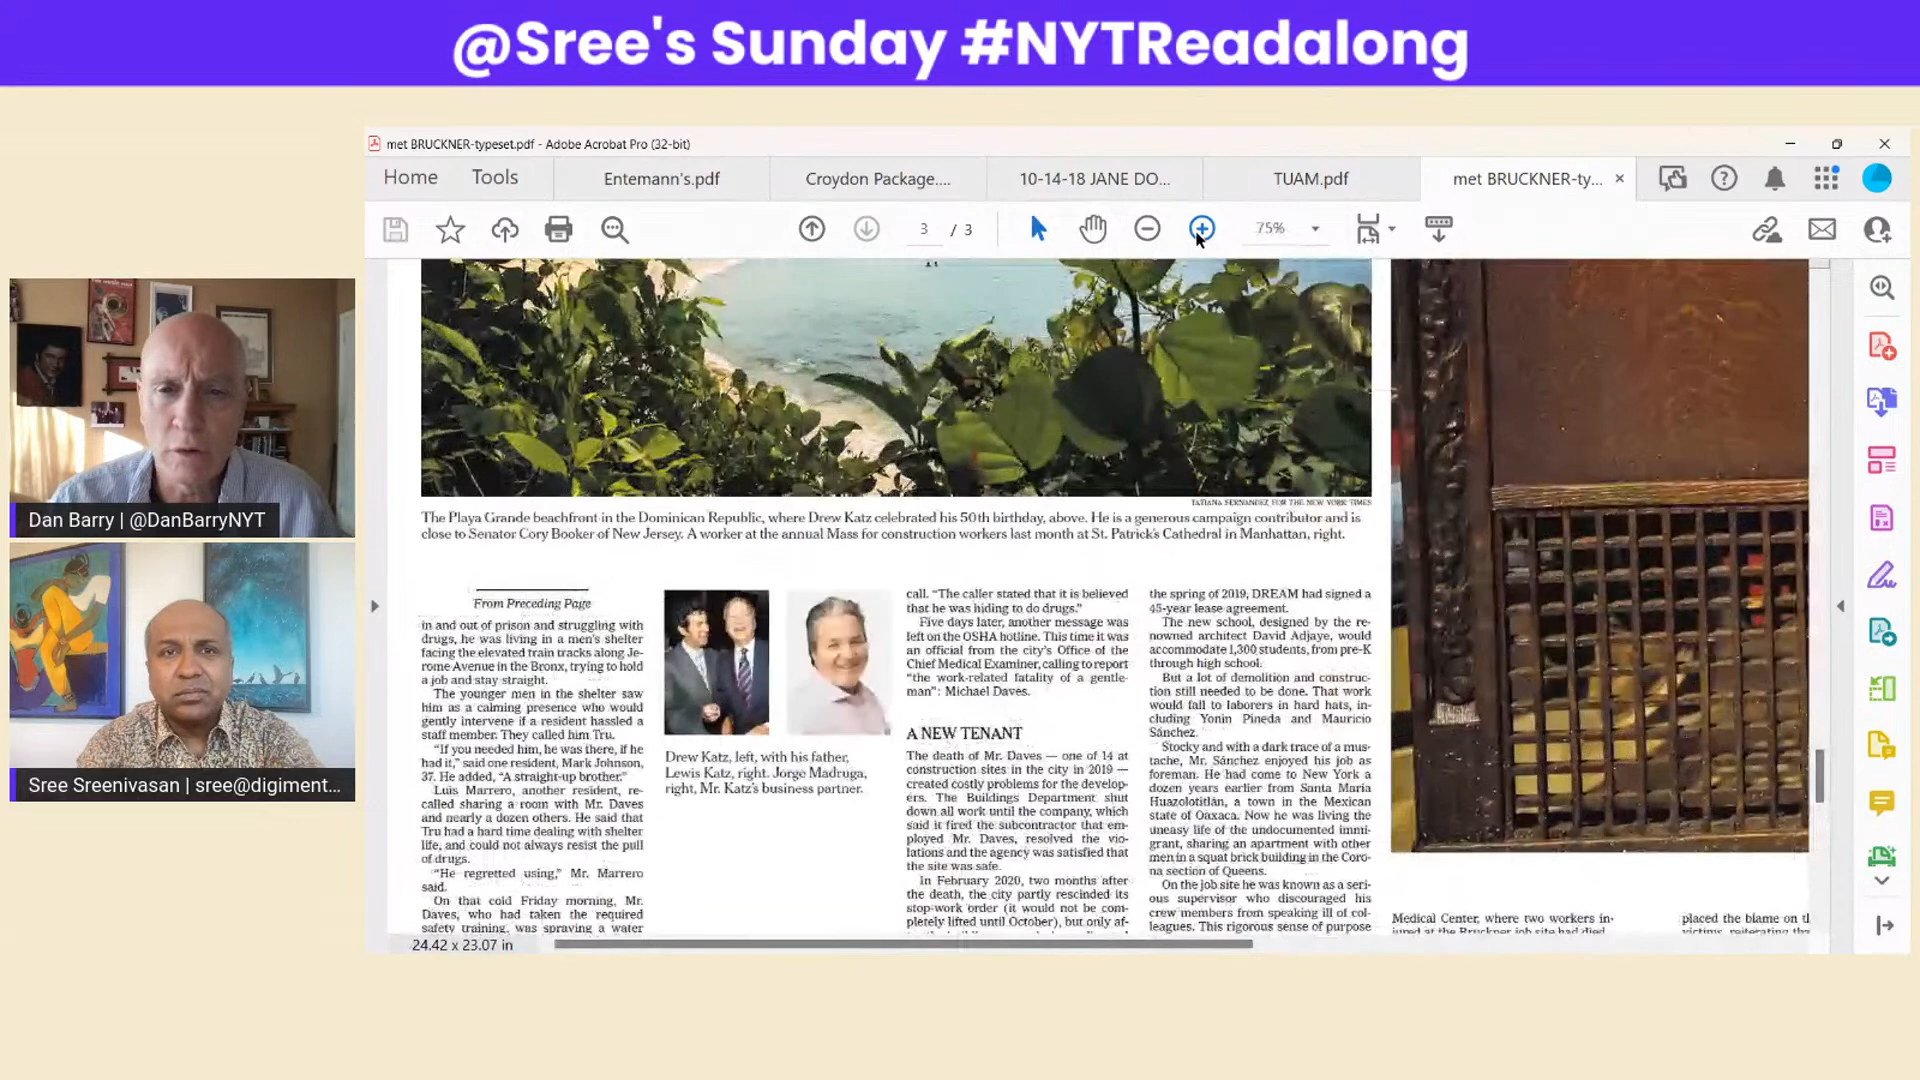 @Sree's Sunday #NYTReadalong
met BRUCKNER-typeset.pdf - Adobe Acrobat Pro (32-bit)
Home
Tools
Entemann's.pdf
Croydon Package....
10-14-18 JANE DO...
TUAM.pdf
met BRUCKNER-ty...
3 / 3
75%
TATIANA FERNANDEZ FOR THE NEW YORK TIMES
The Playa Grande beachfront in the Dominican Republic, where Drew Katz celebrated his 50th birthday, above. He is a generous campaign contributor and is
close to Senator Cory Booker of New Jersey. A worker at the annual Mass for construction workers last month at St. Patrick's Cathedral in Manhattan, right.
From Preceding Page
in and out of prison and struggling with
drugs, he was living in a men's shelter
facing the elevated train tracks along Je-
rome Avenue in the Bronx, trying to hold
a job and stay straight.
The younger men in the shelter saw
him as a calming presence who would
gently intervene if a resident hassled a
staff member. They called him Tru.
"If you needed him, he was there, if he
had it," said one resident, Mark Johnson,
37. He added, "A straight-up brother."
Luis Marrero, another resident, re-
called sharing a room with Mr. Daves
and nearly a dozen others. He said that
Tru had a hard time dealing with shelter
life, and could not always resist the pull
of drugs.
"He regretted using," Mr. Marrero
said.
On that cold Friday morning, Mr.
Daves, who had taken the required
safety training, was spraying a water
Drew Katz, left, with his father,
Lewis Katz, right. Jorge Madruga,
right, Mr. Katz's business partner.
call. "The caller stated that it is believed
that he was hiding to do drugs."
Five days later, another message was
left on the OSHA hotline. This time it was
an official from the city's Office of the
Chief Medical Examiner, calling to report
"the work-related fatality of a gentle-
man": Michael Daves.
A NEW TENANT
The death of Mr. Daves — one of 14 at
construction sites in the city in 2019 —
created costly problems for the develop-
ers. The Buildings Department shut
down all work until the company, which
said it fired the subcontractor that em-
ployed Mr. Daves, resolved the vio-
lations and the agency was satisfied that
the site was safe.
In February 2020, two months after
the death, the city partly rescinded its
stop-work order (it would not be com-
pletely lifted until October), but only af-
the spring of 2019, DREAM had signed a
45-year lease agreement.
The new school, designed by the re-
nowned architect David Adjaye, would
accommodate 1,300 students, from pre-K
through high school.
But a lot of demolition and construc-
tion still needed to be done. That work
would fall to laborers in hard hats, in-
cluding Yonin Pineda and Mauricio
Sánchez.
Stocky and with a dark trace of a mus-
tache, Mr. Sánchez enjoyed his job as
foreman. He had come to New York a
dozen years earlier from Santa María
Huazolotitlán, a town in the Mexican
state of Oaxaca. Now he was living the
uneasy life of the undocumented immi-
grant, sharing an apartment with other
men in a squat brick building in the Coro-
na section of Queens.
On the job site he was known as a seri-
ous supervisor who discouraged his
crew members from speaking ill of col-
leagues. This rigorous sense of purpose
Medical Center, where two workers in-
jured at the Bruckner job site had died
placed the blame on t
victims, reiterating tha
24.42 x 23.07 in
Dan Barry | @DanBarryNYT
Sree Sreenivasan | sree@digiment...